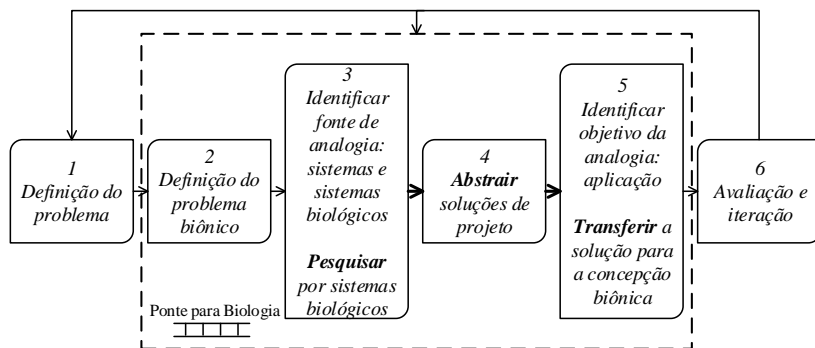 1
Definição do
problema
2
Definição do
problema
biônico
3
Identificar
fonte de
analogia:
sistemas e
sistemas
biológicos
Pesquisar
por sistemas
biológicos
4
Abstrair
soluções de
projeto
5
Identificar
objetivo da
analogia:
aplicação
Transferir a
solução para
a concepção
biônica
6
Avaliação e
iteração
Ponte para Biologia